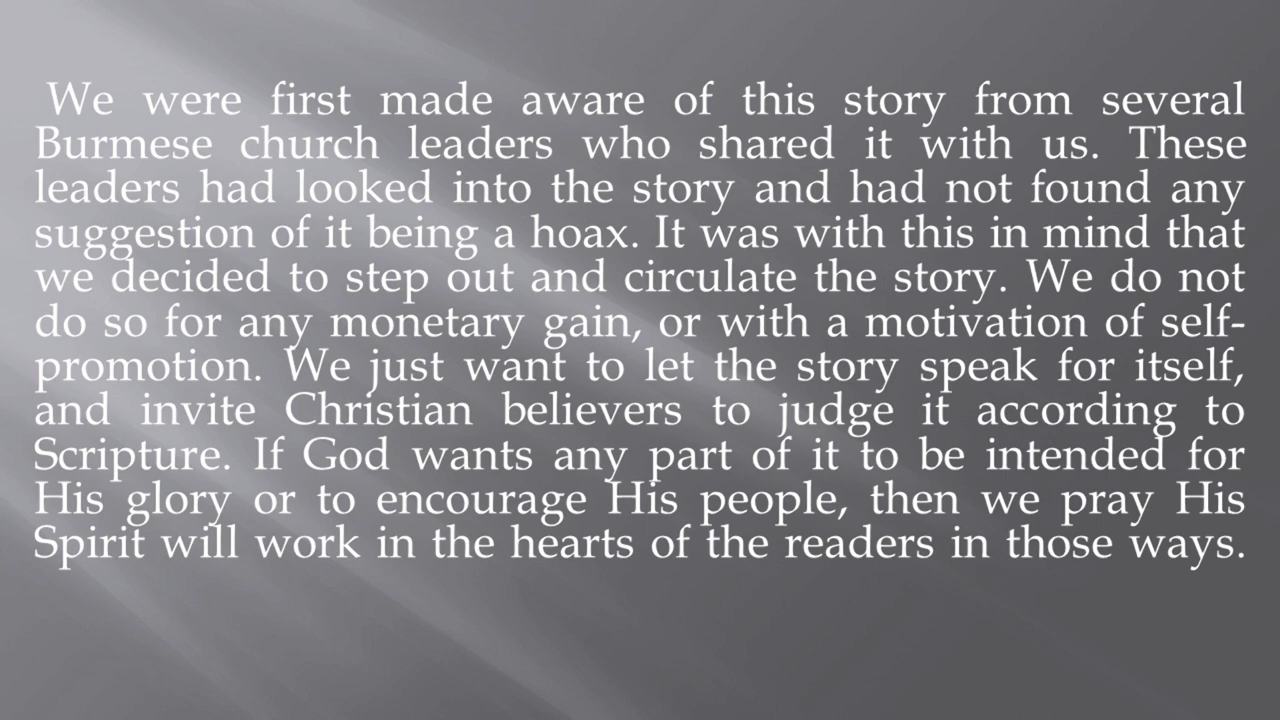 We were first made aware of this story from several
Burmese church leaders who shared it with us. These
leaders had looked into the story and had not found any
suggestion of it being a hoax. It was with this in mind that
we decided to step out and circulate the story. We do not
do so for any monetary gain, or with a motivation of self-
promotion. We just want to let the story speak for itself,
and invite Christian believers to judge it according to
Scripture. If God wants any part of it to be intended for
His glory or to encourage His people, then we pray His
Spirit will work in the hearts of the readers in those ways.